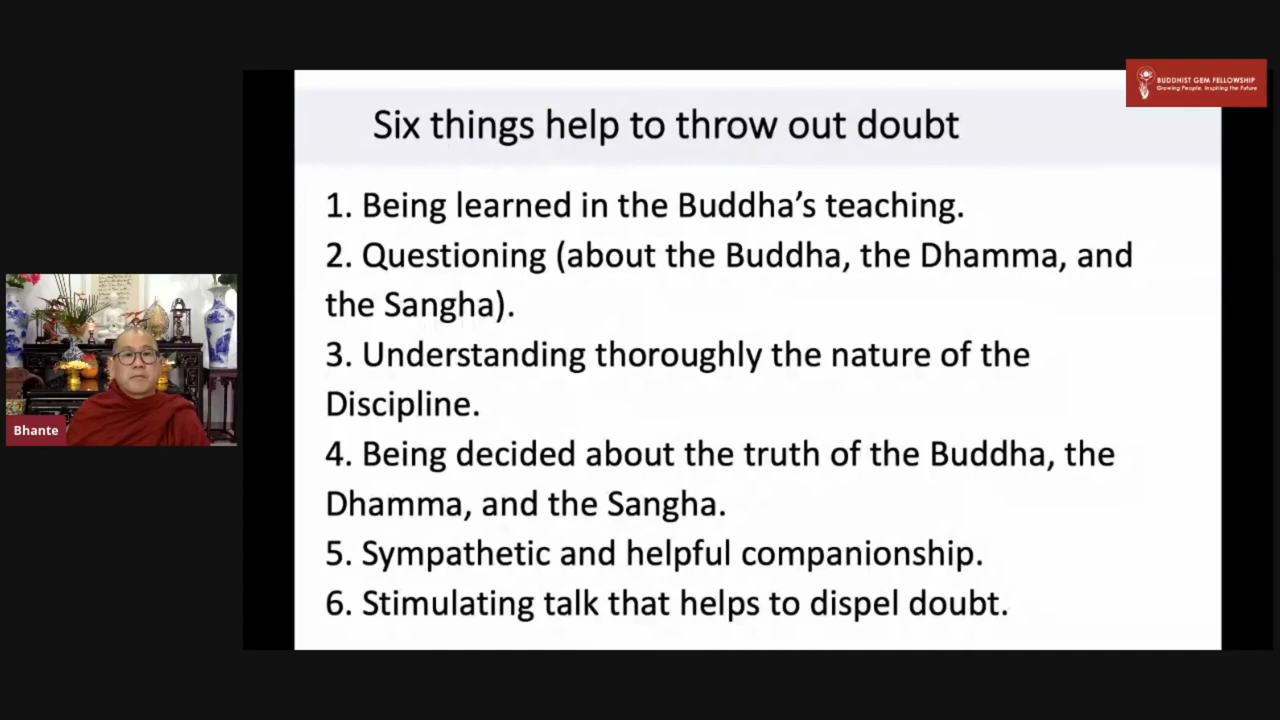 BUDDHIST GEM FELLOWSHIP
Growing People, Inspiring the Future
Six things help to throw out doubt
1. Being learned in the Buddha’s teaching.
2. Questioning (about the Buddha, the Dhamma, and
the Sangha).
3. Understanding thoroughly the nature of the
Discipline.
4. Being decided about the truth of the Buddha, the
Dhamma, and the Sangha.
5. Sympathetic and helpful companionship.
6. Stimulating talk that helps to dispel doubt.
Bhante